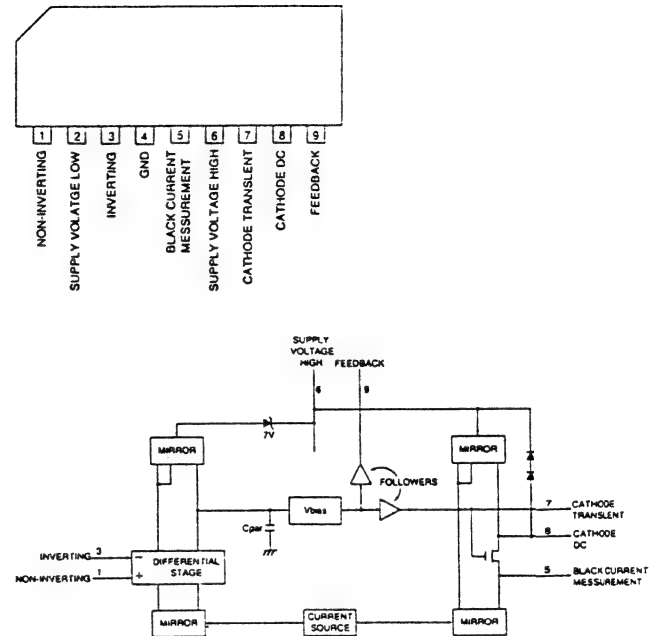 1 2 3 4 5 6 7 8 9
NON-INVERTING
SUPPLY VOLATGE LOW
INVERTING
GND
BLACK CURRENT
MESSUREMENT
SUPPLY VOLTAGE HIGH
CATHODE TRANSLENT
CATHODE DC
FEEDBACK
SUPPLY
VOLTAGE
HIGH
FEEDBACK
6
9
7V
MIRROR
MIRROR
FOLLOWERS
Vbias
Cpar
7
CATHODE
TRANSLENT
8
CATHODE
DC
INVERTING 3
-
DIFFERENTIAL
STAGE
NON-INVERTING 1
+
5
BLACK CURRENT
MESSUREMENT
MIRROR
CURRENT
SOURCE
MIRROR